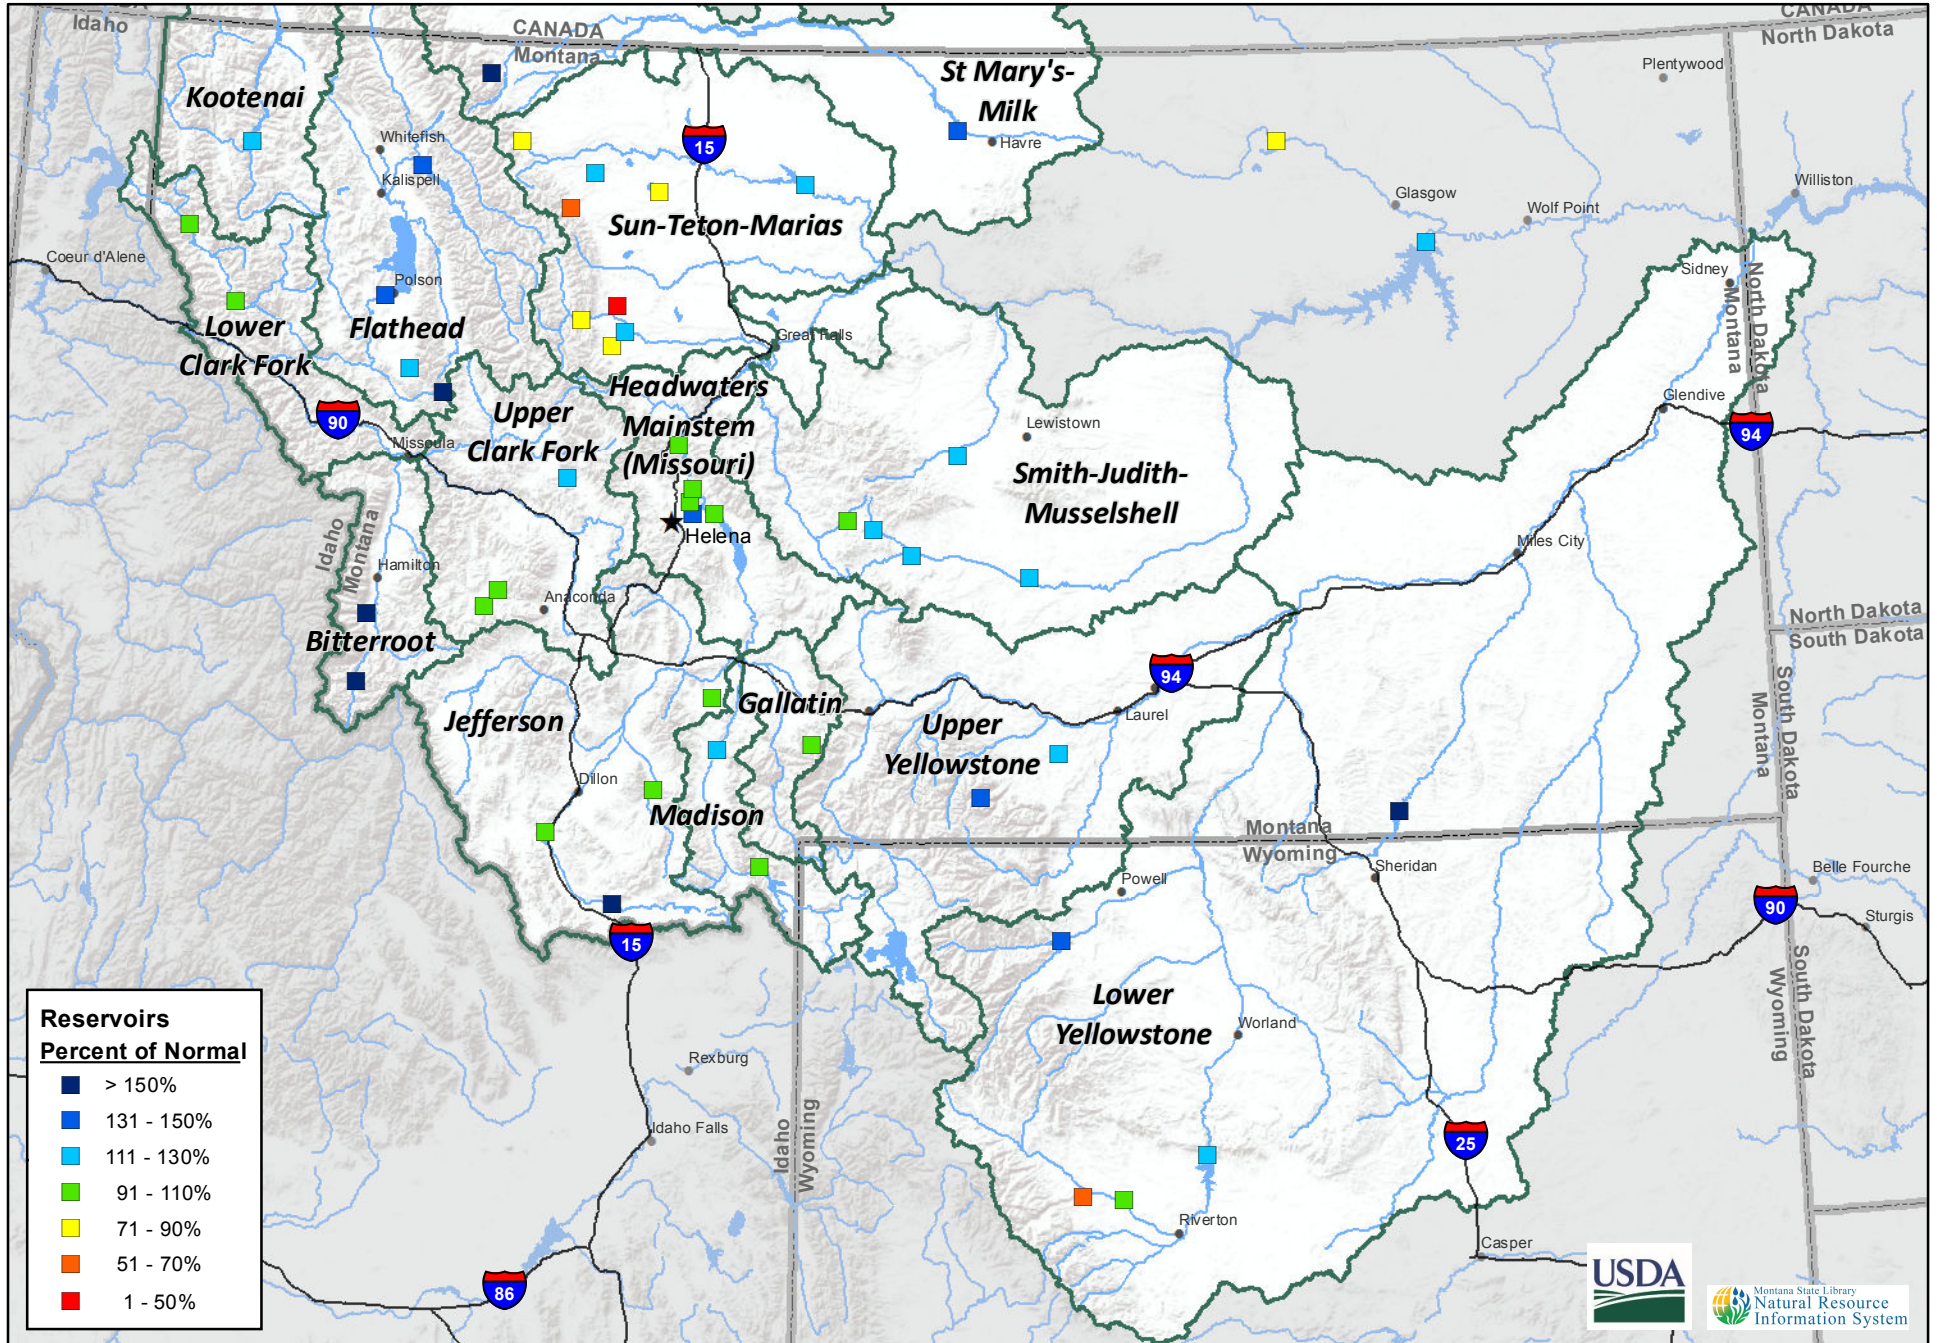 CANADA
Idaho
CANADA
Montana
CANADA
North Dakota
Plentywood
St Mary's-
Milk
Kootenai
Whitefish
15
Havre
Kalispell
Glasgow
Williston
Wolf Point
Sun-Teton-Marias
Coeur d'Alene
Polson
Sidney
North Dakota
Montana
Lower
Clark Fork
Flathead
Great Falls
Headwaters
Mainstem
(Missouri)
Upper
Clark Fork
90
Missoula
Lewistown
Glendive
94
Smith-Judith-
Musselshell
Idaho
Montana
Helena
Miles City
Hamilton
Anaconda
Bitterroot
North Dakota
South Dakota
94
Jefferson
Gallatin
Laurel
Upper
Yellowstone
South Dakota
Montana
Dillon
Madison
Montana
Wyoming
Sheridan
Powell
Belle Fourche
90
Sturgis
15
Lower
Yellowstone
Worland
South Dakota
Wyoming
Reservoirs
Percent of Normal
> 150%
131 - 150%
111 - 130%
91 - 110%
71 - 90%
51 - 70%
1 - 50%
Rexburg
Idaho Falls
Idaho
Wyoming
25
Riverton
Casper
86
USDA
Montana State Library
Natural Resource
Information System